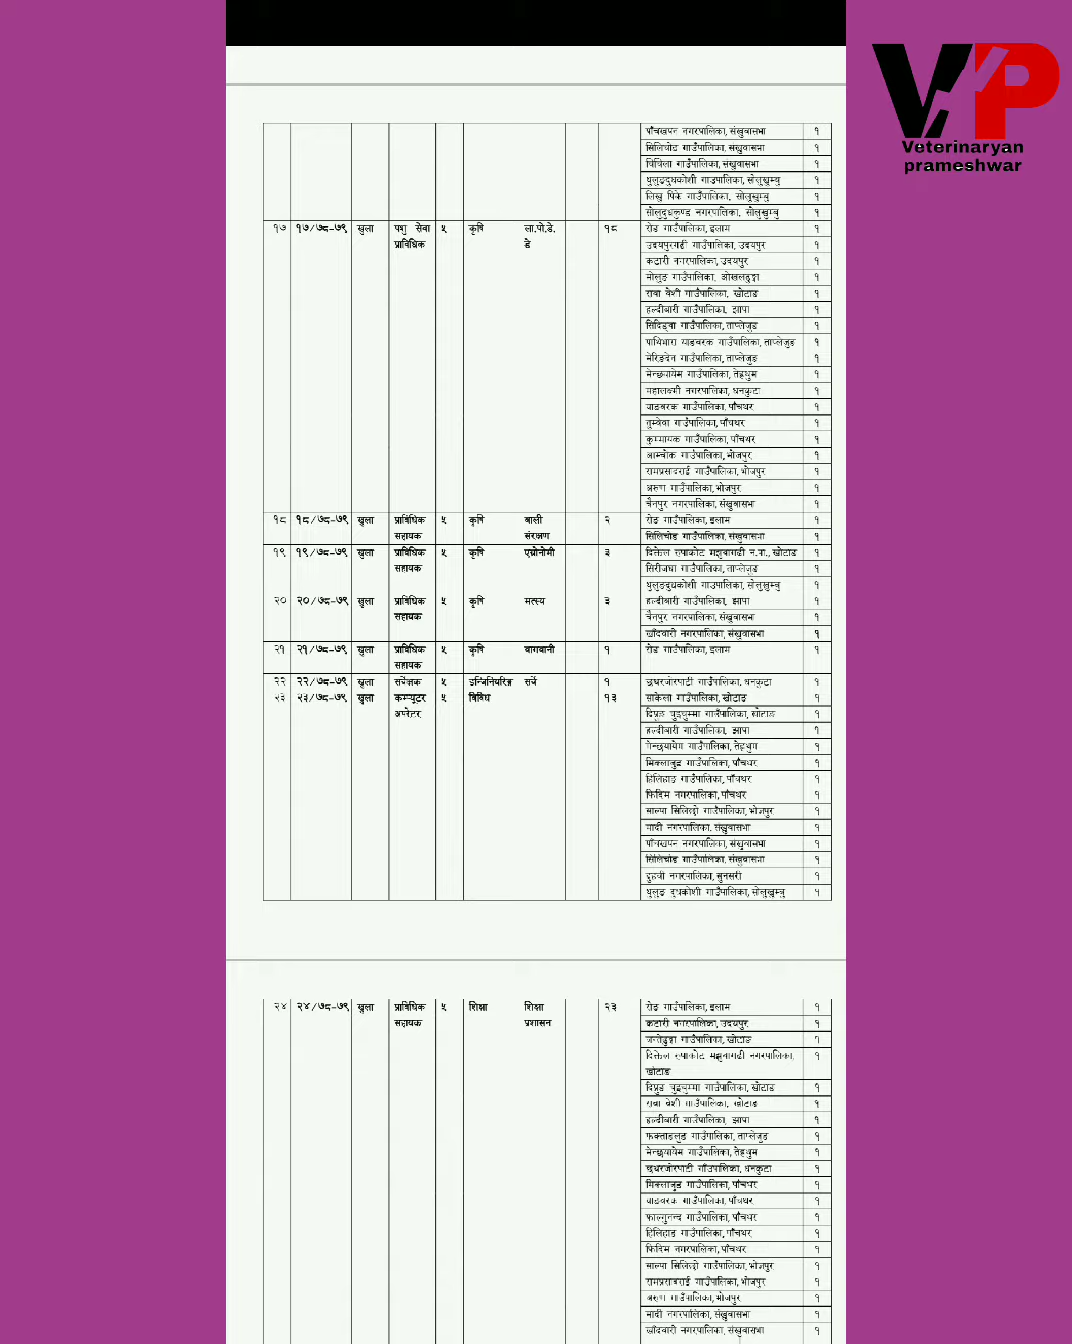 Veterinaryan
prameshwar
पाँचखपन नगरपालिका, संखुवासभा १
सिलिचोङ गाउँपालिका, संखुवासभा १
चिचिला गाउँपालिका, संखुवासभा १
थुलुङदुधकोशी गाउपालिका, सोलुखुम्बु १
लिखु पिके गाउँपालिका, सोलुखुम्बु १
सोलुदुधकुण्ड नगरपालिका, सोलुखुम्बु १
१७ १७/७८-७९ खुला पशु सेवा ५ कृषि ला.पो.डे. १८ रोङ गाउँपालिका, इलाम १
प्राविधिक डे उदयपुरगढी गाउँपालिका, उदयपुर १
कटारी नगरपालिका, उदयपुर १
मोलुङ गाउँपालिका, ओखलढुङ्गा १
रावा वेशी गाउँपालिका, खोटाङ १
हल्दीबारी गाउँपालिका, झापा १
सिदिङ्वा गाउँपालिका, ताप्लेजुङ १
पाथिभारा याङवरक गाउँपालिका, ताप्लेजुङ १
मेरिङदेन गाउँपालिका, ताप्लेजुङ १
मेन्छयायेम गाउँपालिका, तेह्रथुम १
महालक्ष्मी नगरपालिका, धनकुटा १
याङवरक गाउँपालिका, पाँचथर १
तुम्वेवा गाउँपालिका, पाँचथर १
कुम्मायक गाउँपालिका, पाँचथर १
आम्चोक गाउँपालिका, भोजपुर १
रामप्रसादराई गाउँपालिका, भोजपुर १
अरुण गाउँपालिका, भोजपुर १
चैनपुर नगरपालिका, संखुवासभा १
१८ १८/७८-७९ खुला प्राविधिक ५ कृषि बाली २ रोङ गाउँपालिका, इलाम १
सहायक संरक्षण सिलिचोङ गाउँपालिका, संखुवासभा १
१९ १९/७८-७९ खुला प्राविधिक ५ कृषि एग्रोनोमी ३ दिक्तेल रुपाकोट मझुवागढी न.पा., खोटाङ १
सहायक सिरीजंघा गाउँपालिका, ताप्लेजुङ १
थुलुङदुधकोशी गाउपालिका, सोलुखुम्बु १
२० २०/७८-७९ खुला प्राविधिक ५ कृषि मत्स्य ३ हल्दीबारी गाउँपालिका, झापा १
सहायक चैनपुर नगरपालिका, संखुवासभा १
खाँदवारी नगरपालिका, संखुवासभा १
२१ २१/७८-७९ खुला प्राविधिक ५ कृषि बागबानी १ रोङ गाउँपालिका, इलाम १
सहायक
२२ २२/७८-७९ खुला सर्वेक्षक ५ इन्जिनियरिङ्ग सर्वे १ छथरजोरपाटी गाउँपालिका, धनकुटा १
२३ २३/७८-७९ खुला कम्प्युटर ५ विविध १३ साकेला गाउँपालिका, खोटाङ १
अपरेटर दिप्रुङ चुइचुम्मा गाउँपालिका, खोटाङ १
हल्दीबारी गाउँपालिका, झापा १
मेन्छयायेम गाउँपालिका, तेह्रथुम १
मिक्लाजुङ गाउँपालिका, पाँचथर १
हिलिहाङ गाउँपालिका, पाँचथर १
फिदिम नगरपालिका, पाँचथर १
साल्पा सिलिछो गाउँपालिका, भोजपुर १
मादी नगरपालिका, संखुवासभा १
पाँचखपन नगरपालिका, संखुवासभा १
सिलिचोङ गाउँपालिका, संखुवासभा १
दुहवी नगरपालिका, सुनसरी १
थुलुङ दुधकोशी गाउँपालिका, सोलुखुम्बु १
२४ २४/७८-७९ खुला प्राविधिक ५ शिक्षा शिक्षा २३ रोङ गाउँपालिका, इलाम १
सहायक प्रशासन कटारी नगरपालिका, उदयपुर १
जन्तेढुङ्गा गाउँपालिका, खोटाङ १
दिक्तेल रुपाकोट मझुवागढी नगरपालिका, १
खोटाङ
दिप्रुङ चुइचुम्मा गाउँपालिका, खोटाङ १
रावा वेशी गाउँपालिका, खोटाङ १
हल्दीबारी गाउँपालिका, झापा १
फक्ताङलुङ गाउँपालिका, ताप्लेजुङ १
मेन्छयायेम गाउँपालिका, तेह्रथुम १
छथरजोरपाटी गाँउपालिका, धनकुटा १
मिक्लाजुङ गाउँपालिका, पाँचथर १
याङवरक गाउँपालिका, पाँचथर १
फाल्गुनन्द गाउँपालिका, पाँचथर १
हिलिहाङ गाउँपालिका, पाँचथर १
फिदिम नगरपालिका, पाँचथर १
साल्पा सिलिछो गाउँपालिका, भोजपुर १
रामप्रसादराई गाउँपालिका, भोजपुर १
अरुण गाउँपालिका, भोजपुर १
मादी नगरपालिका, संखुवासभा १
खाँदवारी नगरपालिका, संखुवासभा १